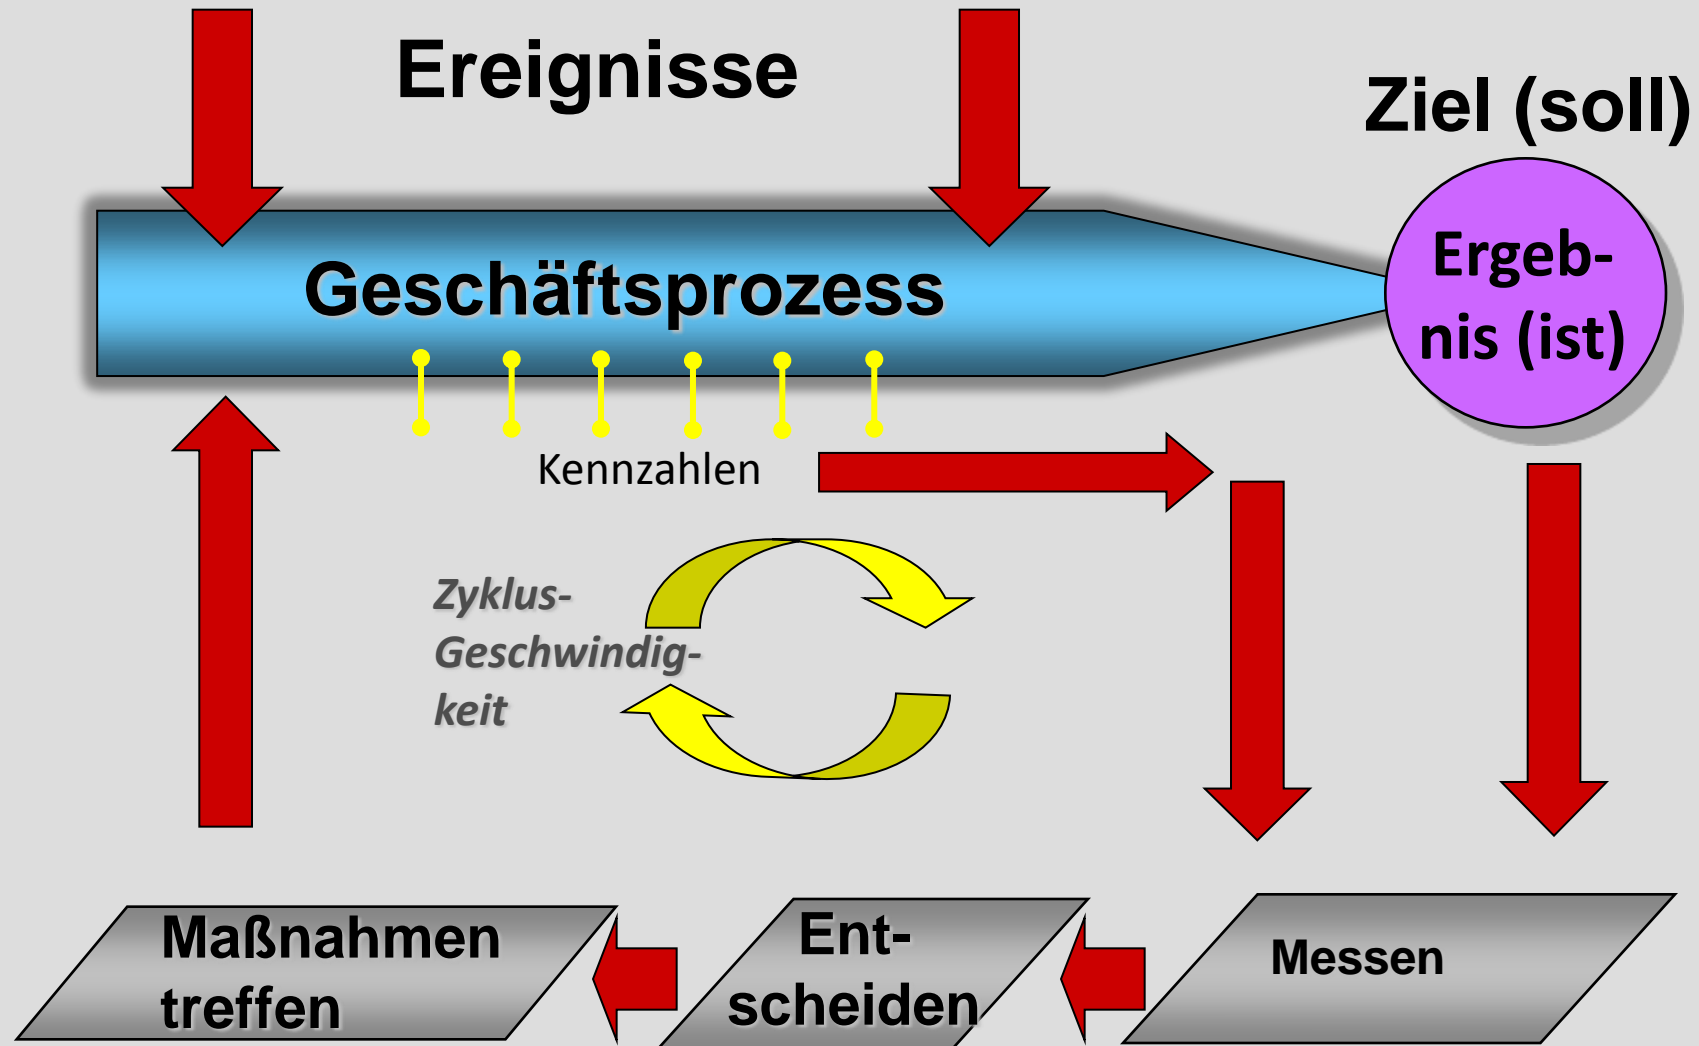 Ereignisse
Ziel (soll)
Geschäftsprozess
Ergeb-
nis (ist)
Kennzahlen
Zyklus-
Geschwindig-
keit
Maßnahmen
treffen
Ent-
scheiden
Messen